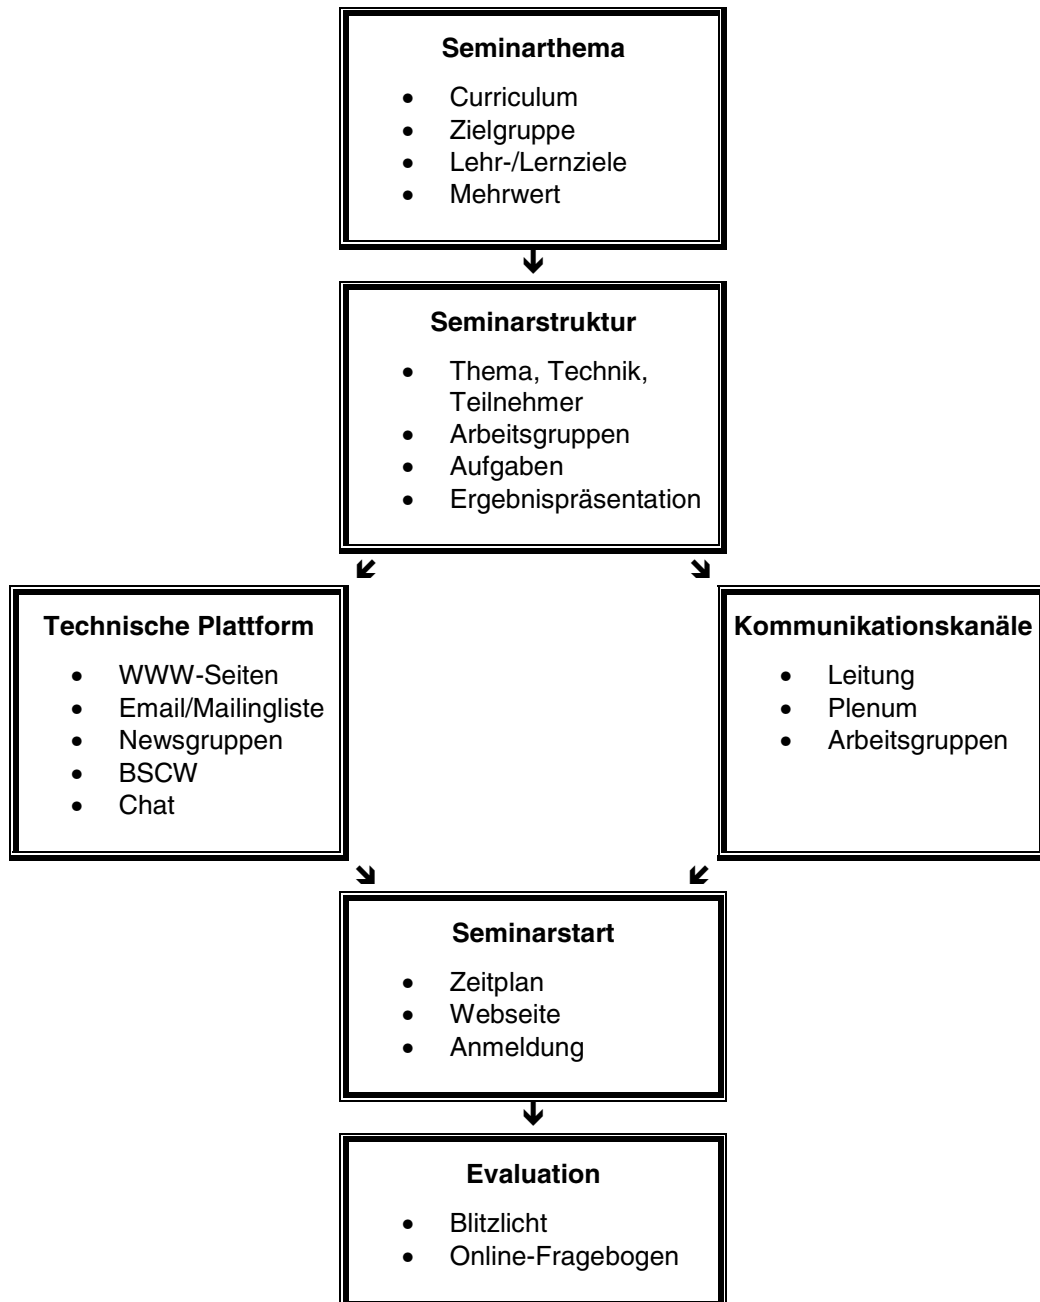 Seminarthema
• Curriculum
• Zielgruppe
• Lehr-/Lernziele
• Mehrwert
Seminarstruktur
• Thema, Technik,
Teilnehmer
• Arbeitsgruppen
• Aufgaben
• Ergebnispräsentation
Technische Plattform
• WWW-Seiten
• Email/Mailingliste
• Newsgruppen
• BSCW
• Chat
Kommunikationskanäle
• Leitung
• Plenum
• Arbeitsgruppen
Seminarstart
• Zeitplan
• Webseite
• Anmeldung
Evaluation
• Blitzlicht
• Online-Fragebogen